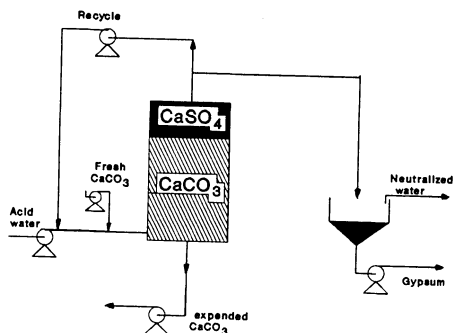 Recycle
CaSO4
Fresh
CaCO3
CaCO3
Acid
water
Neutralized
water
Gypsum
expended
CaCO3